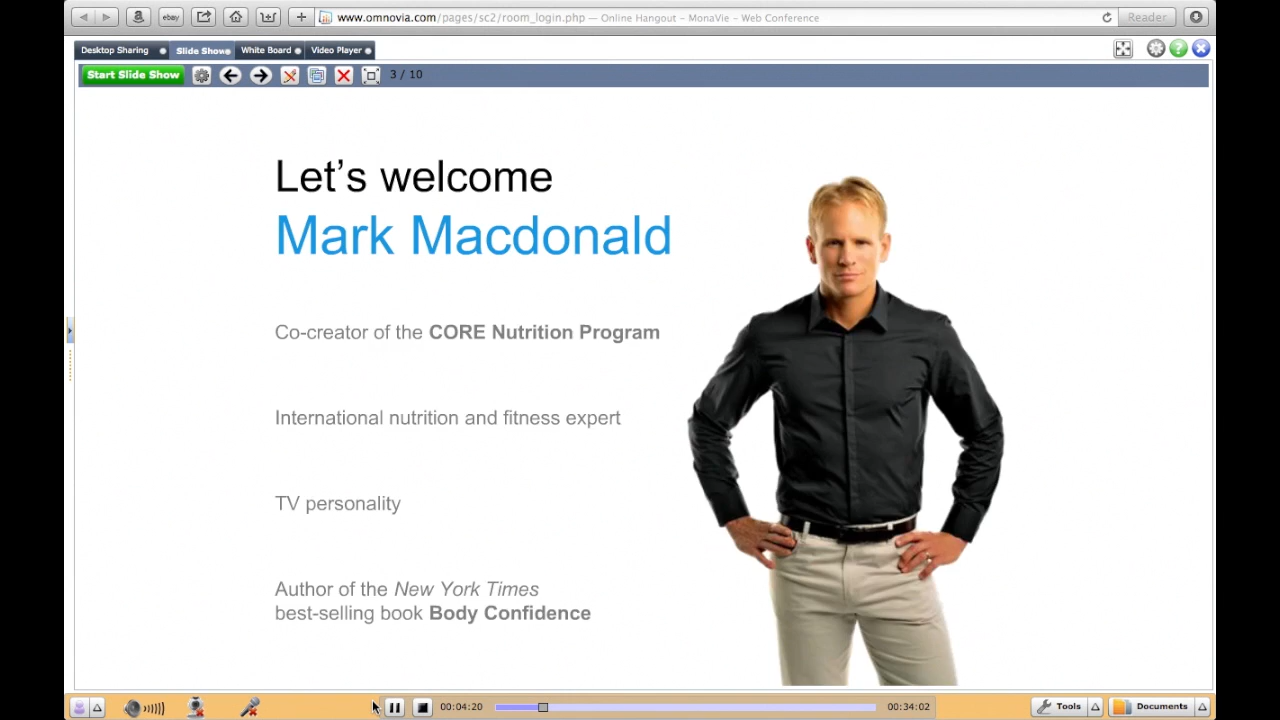 ebay
www.omnovia.com/pages/sc2/room_login.php — Online Hangout – MonaVie – Web Conference
Reader
Desktop Sharing
Slide Show
White Board
Video Player
Start Slide Show
3 / 10
Let’s welcome
Mark Macdonald
Co-creator of the CORE Nutrition Program
International nutrition and fitness expert
TV personality
Author of the New York Times
best-selling book Body Confidence
00:04:20
00:34:02
Tools
Documents